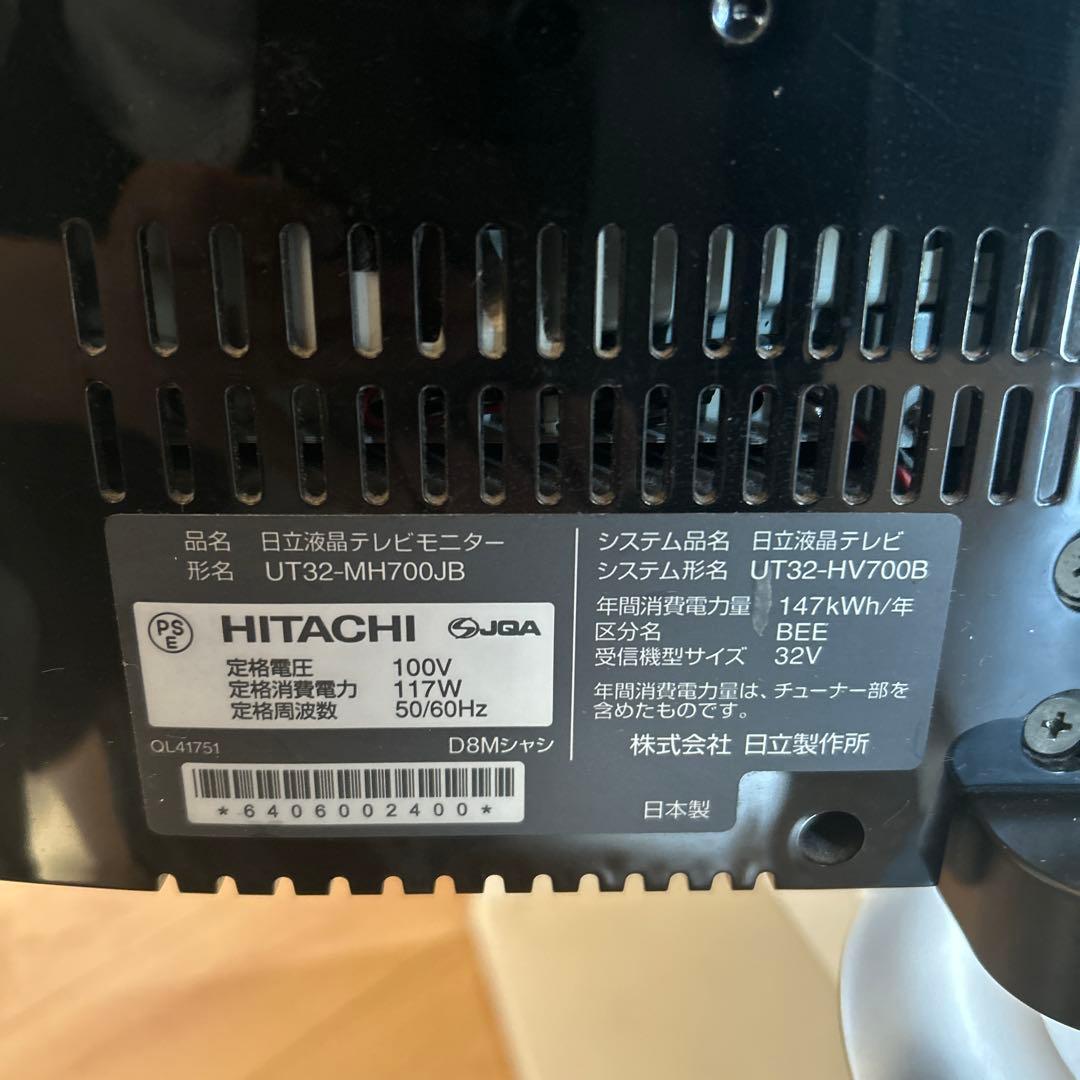 品名 日立液晶テレビモニター
形名 UT32-MH700JB
PS
E
HITACHI JQA
定格電圧 100V
定格消費電力 117W
定格周波数 50/60Hz
QL41751 D8Mシャシ
*6406002400*
システム品名 日立液晶テレビ
システム形名 UT32-HV700B
年間消費電力量 147kWh/年
区分名 BEE
受信機型サイズ 32V
年間消費電力量は、チューナー部を
含めたものです。
株式会社 日立製作所
日本製